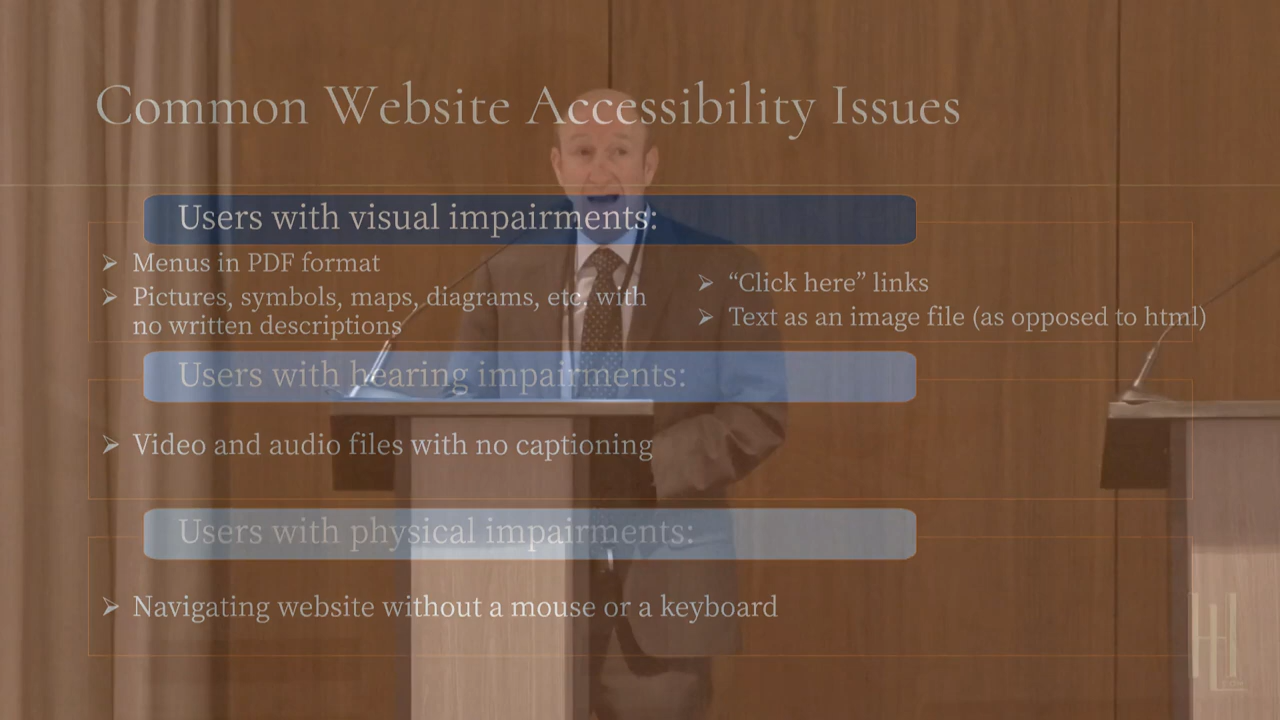 Common Website Accessibility Issues
Users with visual impairments:
➢ Menus in PDF format
➢ Pictures, symbols, maps, diagrams, etc. with
no written descriptions
➢ “Click here” links
➢ Text as an image file (as opposed to html)
Users with hearing impairments:
➢ Video and audio files with no captioning
Users with physical impairments:
➢ Navigating website without a mouse or a keyboard